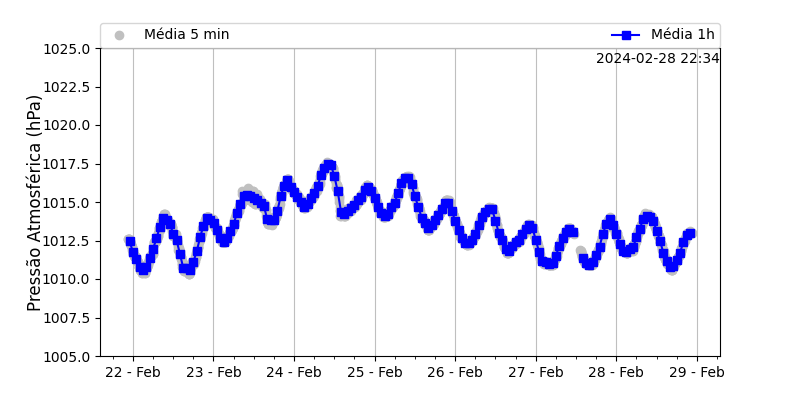 Média 5 min
Média 1h
2024-02-28 22:34
Pressão Atmosférica (hPa)
1025.0
1022.5
1020.0
1017.5
1015.0
1012.5
1010.0
1007.5
1005.0
22 - Feb
23 - Feb
24 - Feb
25 - Feb
26 - Feb
27 - Feb
28 - Feb
29 - Feb